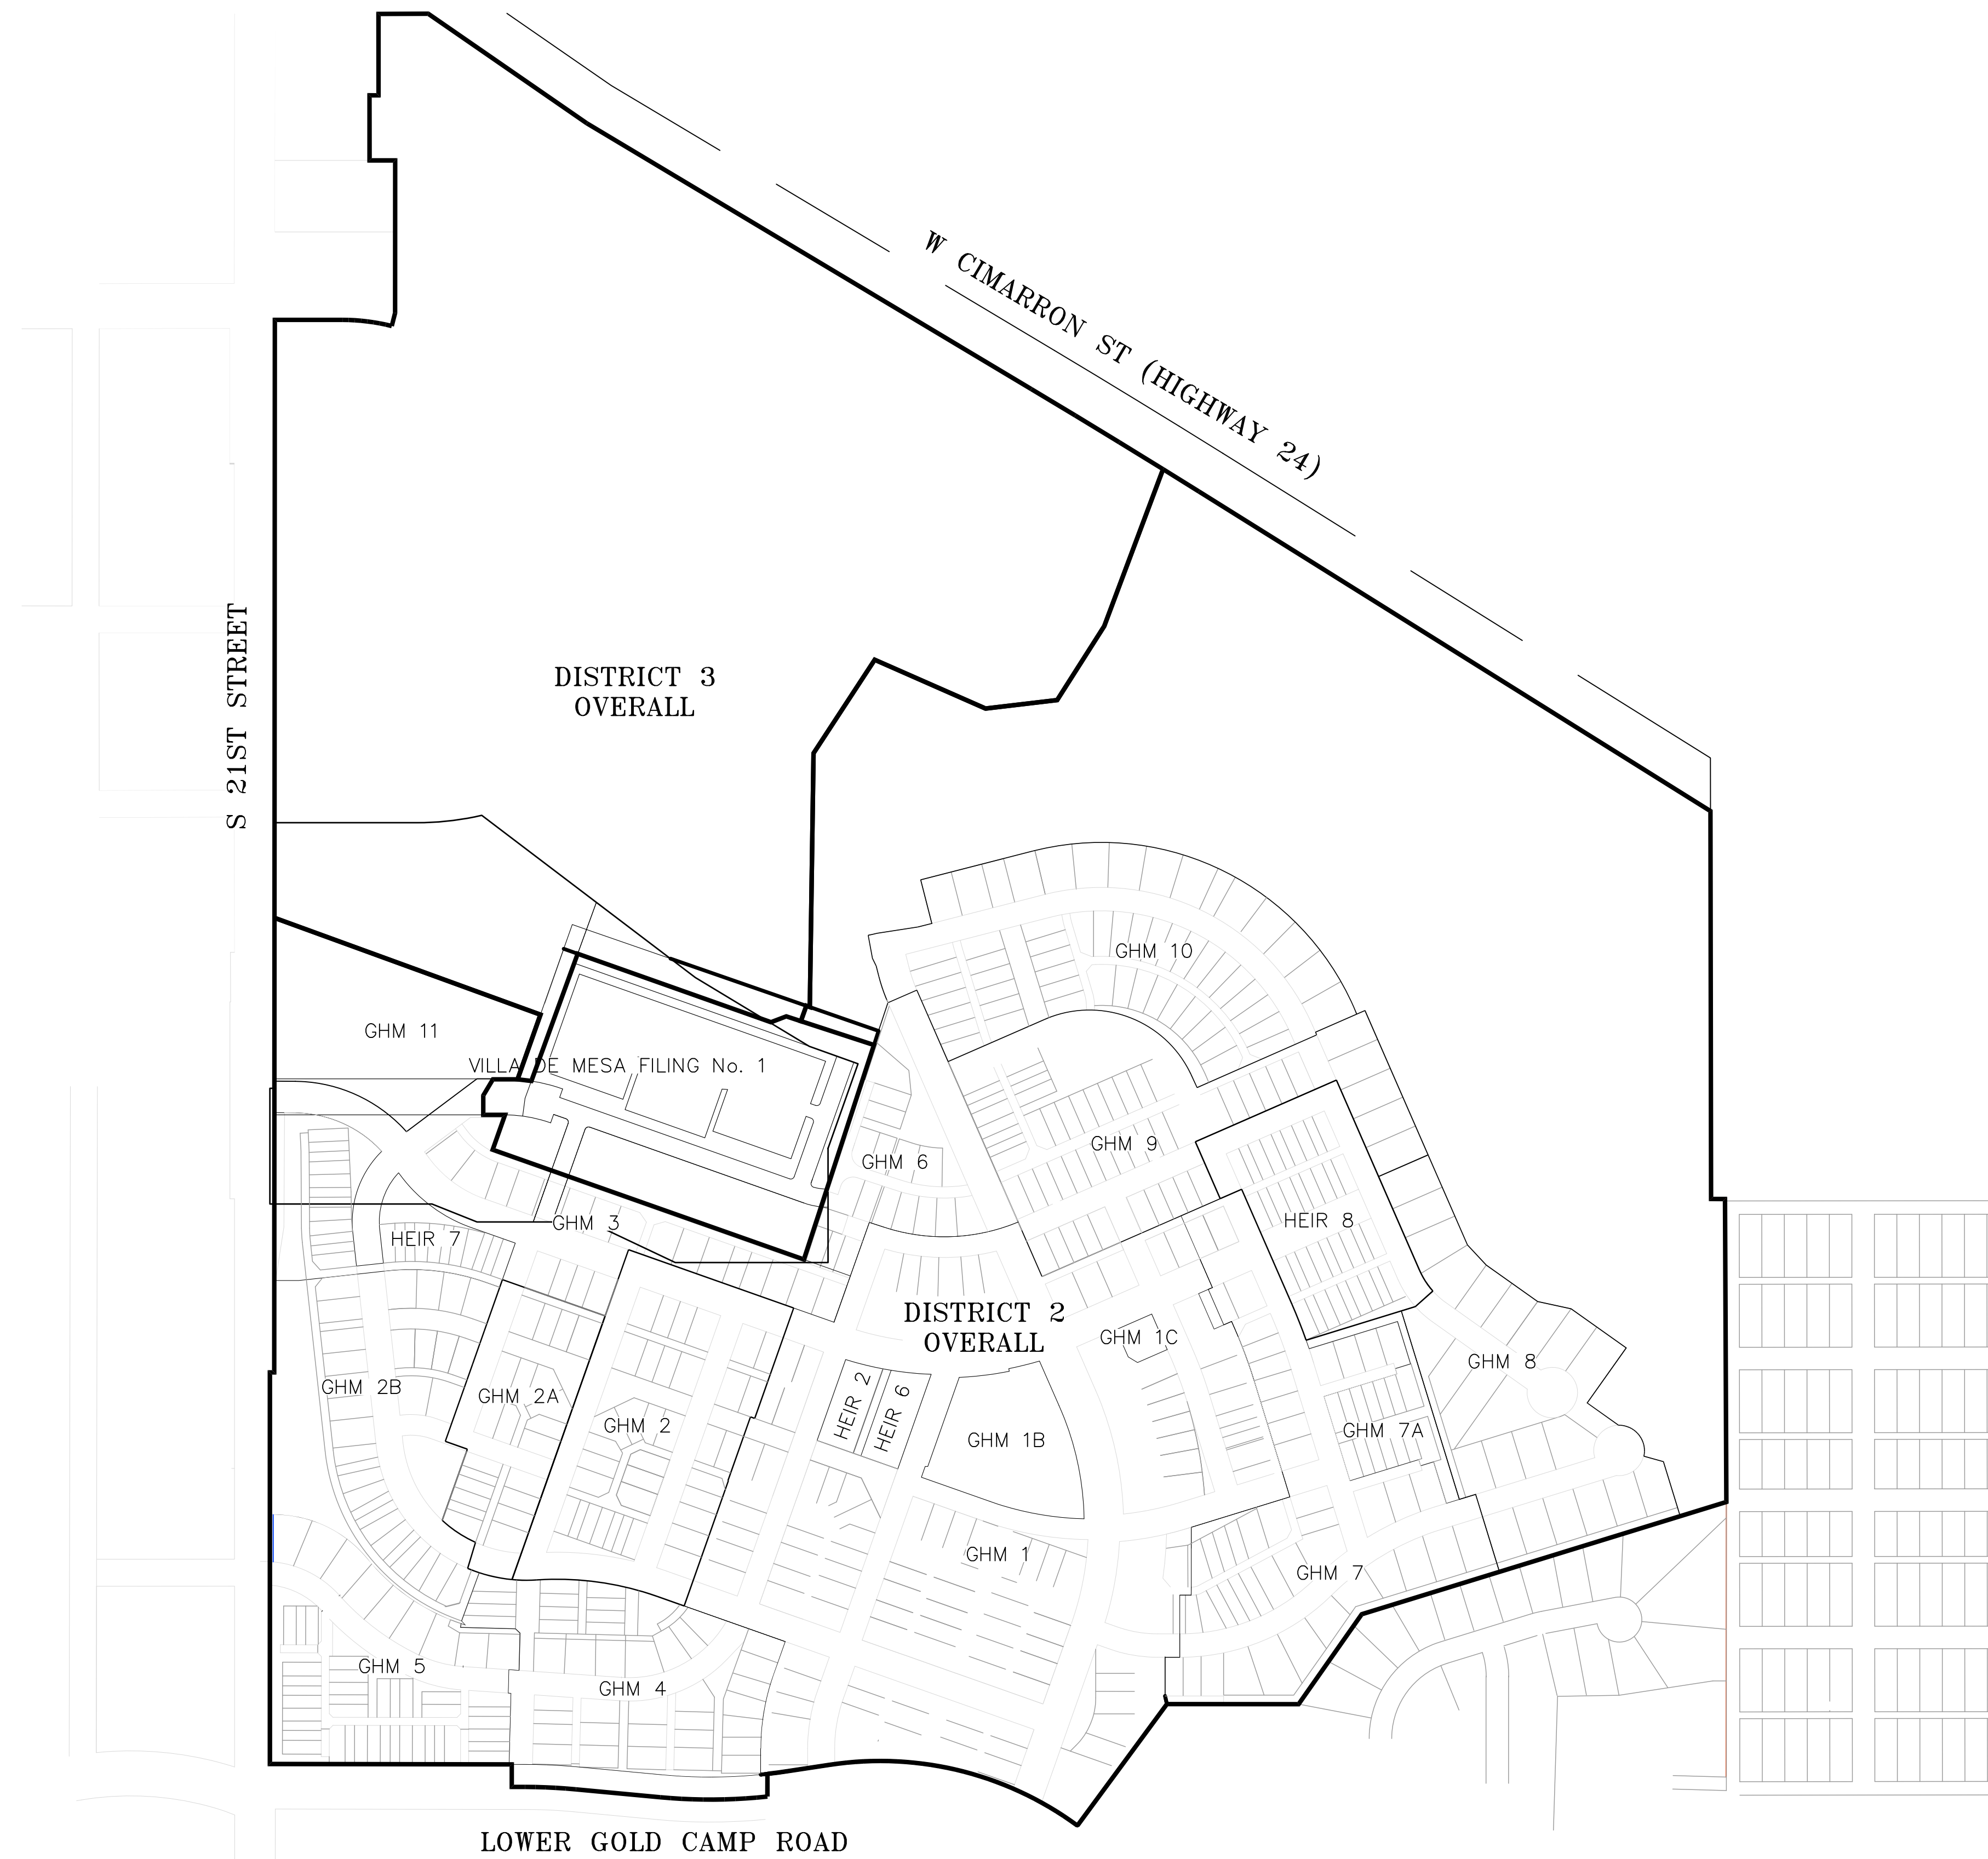 W CIMARRON ST (HIGHWAY 24)
S 21ST STREET
DISTRICT 3
OVERALL
GHM 10
GHM 11
VILLA DE MESA FILING No. 1
GHM 9
GHM 6
HEIR 8
GHM 3
HEIR 7
DISTRICT 2
OVERALL
GHM 1C
GHM 8
GHM 2B
GHM 2A
HEIR 2
HEIR 6
GHM 2
GHM 1B
GHM 7A
GHM 1
GHM 7
GHM 5
GHM 4
LOWER GOLD CAMP ROAD